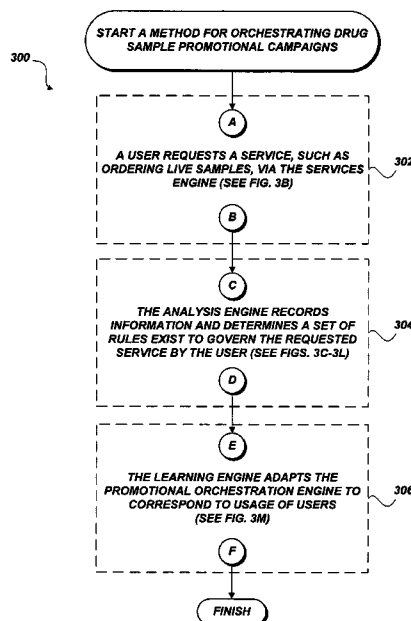 START A METHOD FOR ORCHESTRATING DRUG
SAMPLE PROMOTIONAL CAMPAIGNS
300
A
A USER REQUESTS A SERVICE, SUCH AS
ORDERING LIVE SAMPLES, VIA THE SERVICES
ENGINE (SEE FIG. 3B)
302
B
C
THE ANALYSIS ENGINE RECORDS
INFORMATION AND DETERMINES A SET OF
RULES EXIST TO GOVERN THE REQUESTED
SERVICE BY THE USER (SEE FIGS. 3C-3L)
304
D
E
THE LEARNING ENGINE ADAPTS THE
PROMOTIONAL ORCHESTRATION ENGINE TO
CORRESPOND TO USAGE OF USERS
(SEE FIG. 3M)
306
F
FINISH